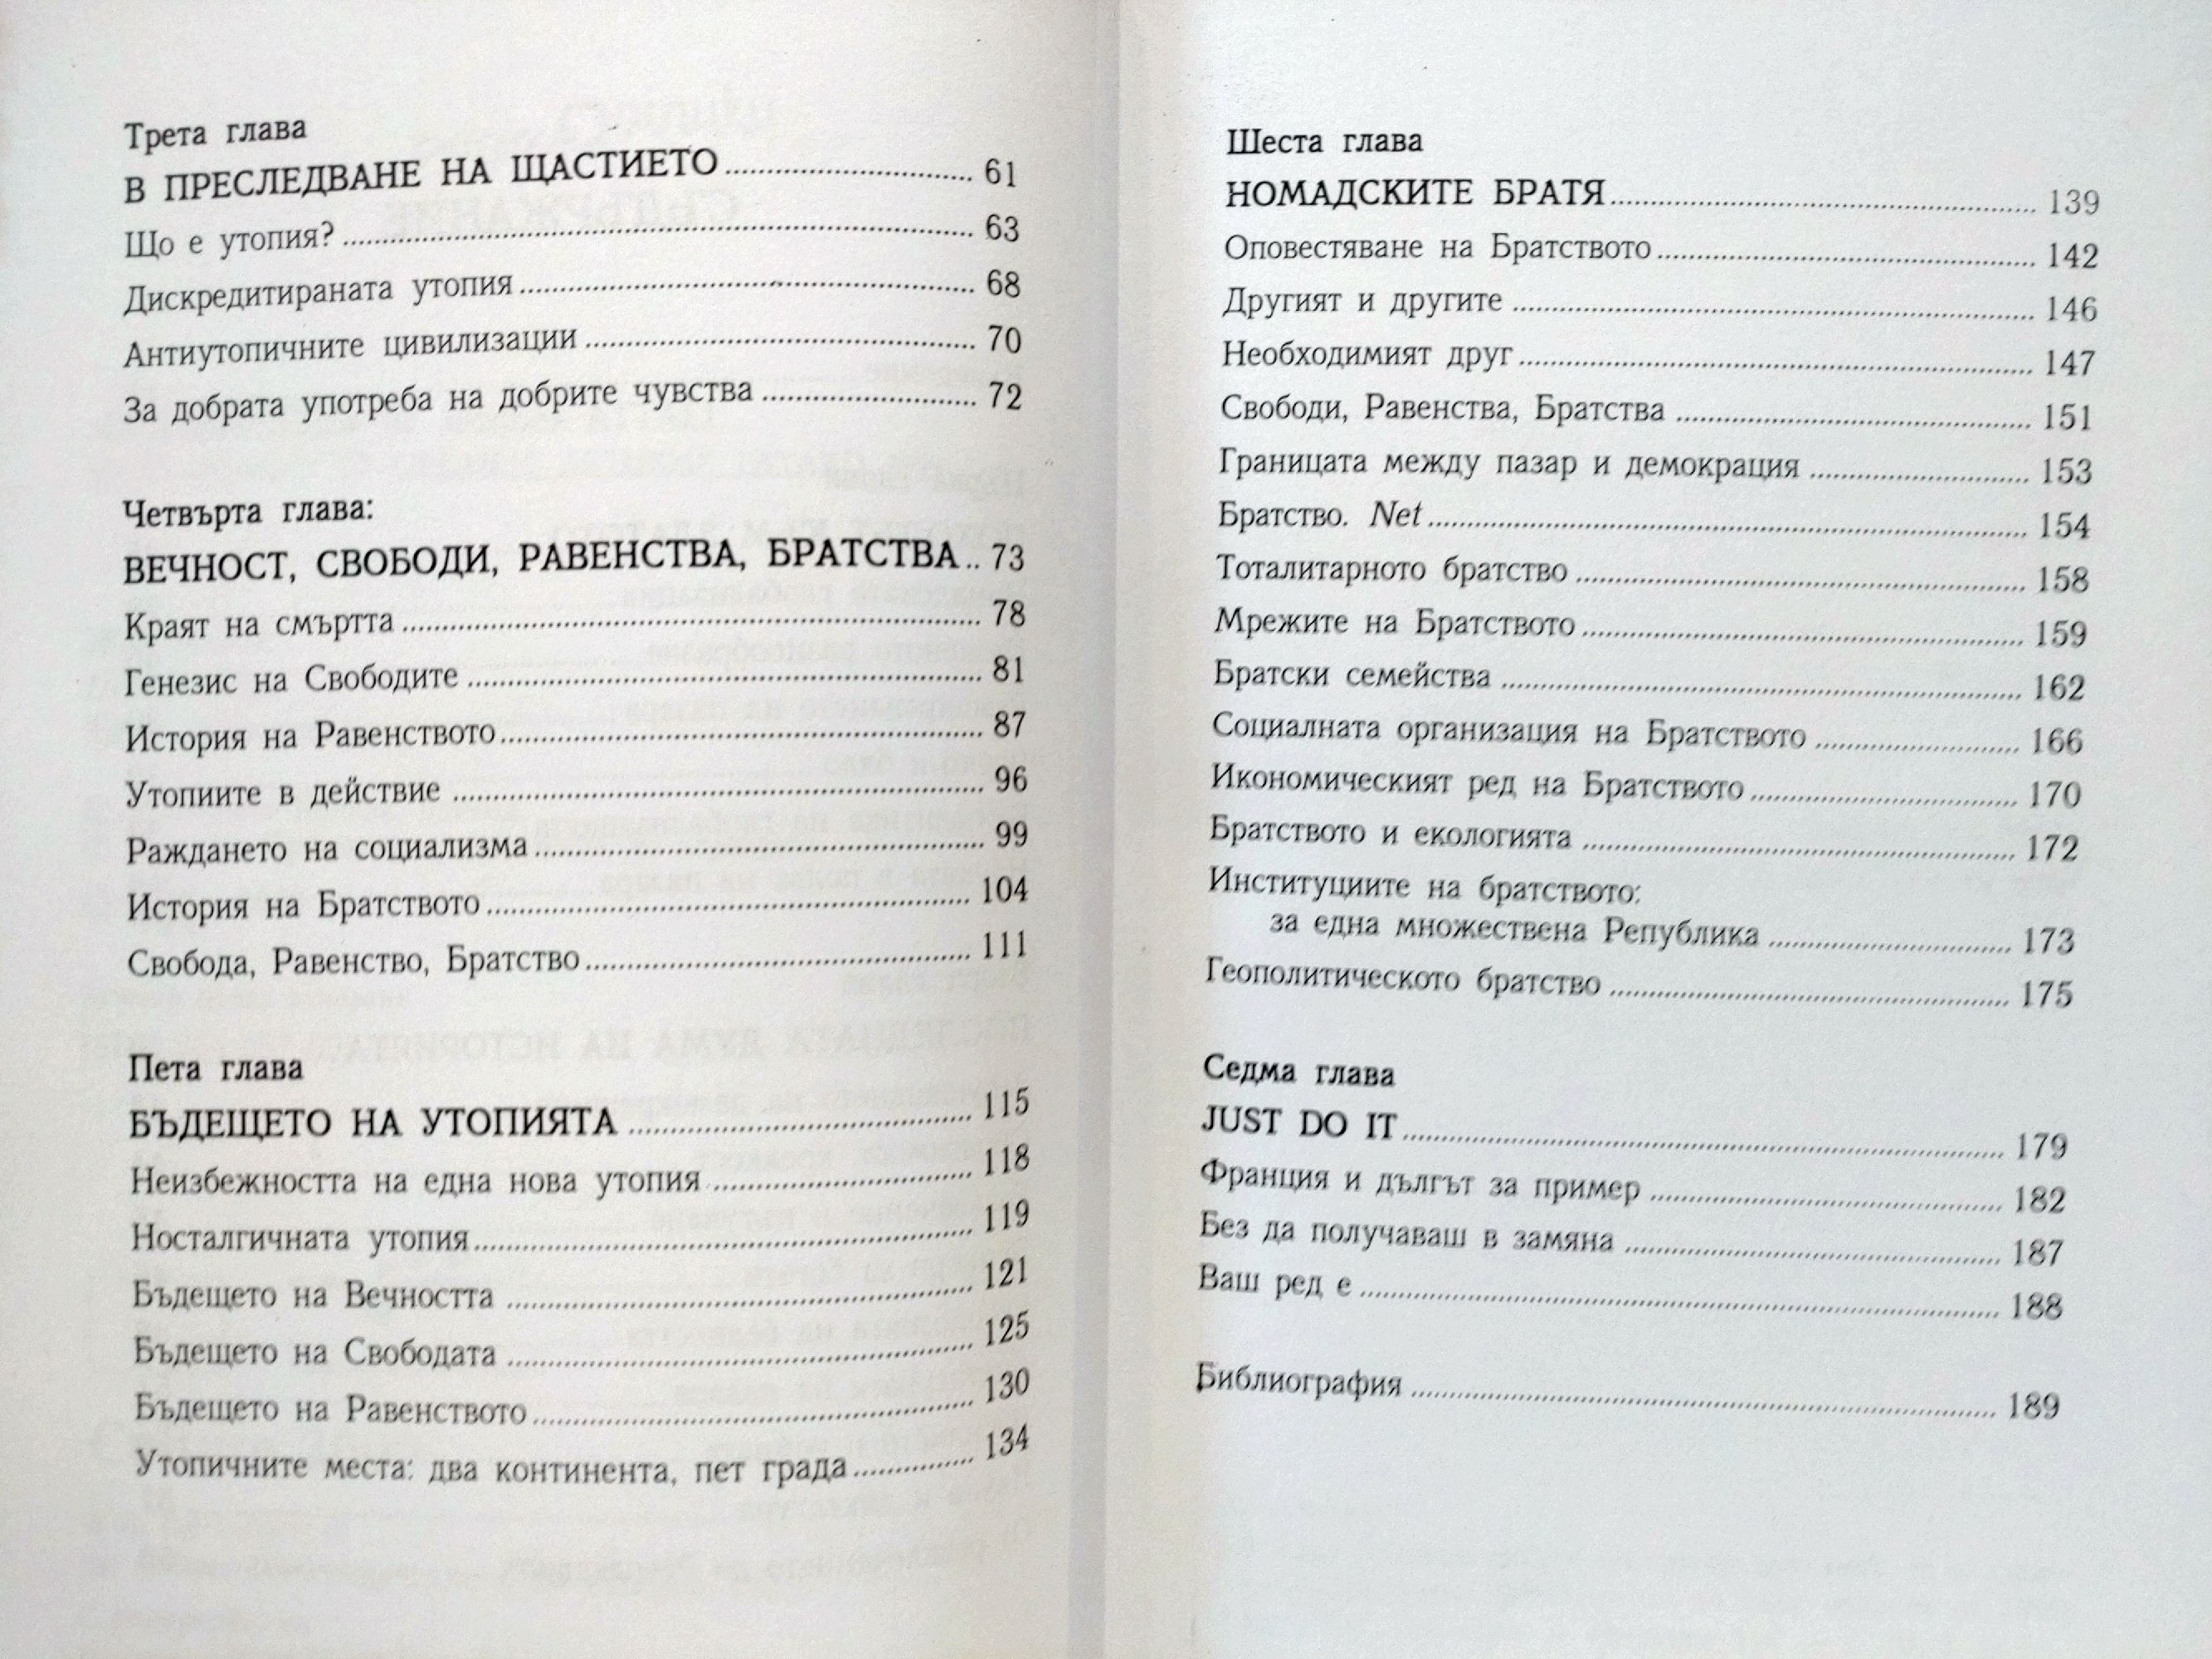 Трета глава
В ПРЕСЛЕДВАНЕ НА ЩАСТИЕТО ........ 61
Що е утопия? ........ 63
Дискредитираната утопия ........ 68
Антиутопичните цивилизации ........ 70
За добрата употреба на добрите чувства ........ 72
Четвърта глава:
ВЕЧНОСТ, СВОБОДИ, РАВЕНСТВА, БРАТСТВА .. 73
Краят на смъртта ........ 78
Генезис на Свободите ........ 81
История на Равенството ........ 87
Утопиите в действие ........ 96
Раждането на социализма ........ 99
История на Братството ........ 104
Свобода, Равенство, Братство ........ 111
Пета глава
БЪДЕЩЕТО НА УТОПИЯТА ........ 115
Неизбежността на една нова утопия ........ 118
Носталгичната утопия ........ 119
Бъдещето на Вечността ........ 121
Бъдещето на Свободата ........ 125
Бъдещето на Равенството ........ 130
Утопичните места: два континента, пет града ........ 134
Шеста глава
НОМАДСКИТЕ БРАТЯ ........ 139
Оповестяване на Братството ........ 142
Другият и другите ........ 146
Необходимият друг ........ 147
Свободи, Равенства, Братства ........ 151
Границата между пазар и демокрация ........ 153
Братство. Net ........ 154
Тоталитарното братство ........ 158
Мрежите на Братството ........ 159
Братски семейства ........ 162
Социалната организация на Братството ........ 166
Икономическият ред на Братството ........ 170
Братството и екологията ........ 172
Институциите на братството:
за една множествена Република ........ 173
Геополитическото братство ........ 175
Седма глава
JUST DO IT ........ 179
Франция и дългът за пример ........ 182
Без да получаваш в замяна ........ 187
Ваш ред е ........ 188
Библиография ........ 189